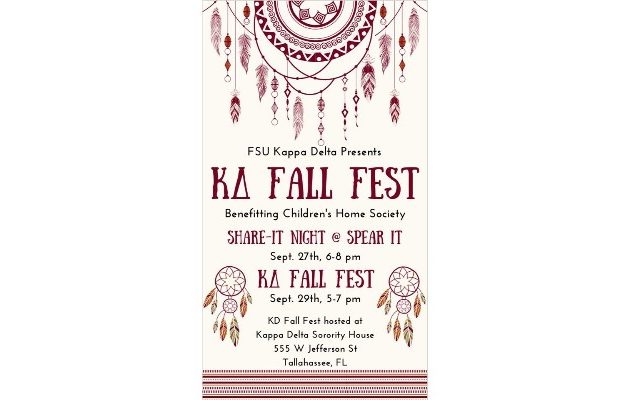 FSU Kappa Delta Presents
KΔ FALL FEST
Benefitting Children's Home Society
SHARE-IT NIGHT @ SPEAR IT
Sept. 27th, 6-8 pm
KΔ FALL FEST
Sept. 29th, 5-7 pm
KD Fall Fest hosted at
Kappa Delta Sorority House
555 W Jefferson St
Tallahassee, FL